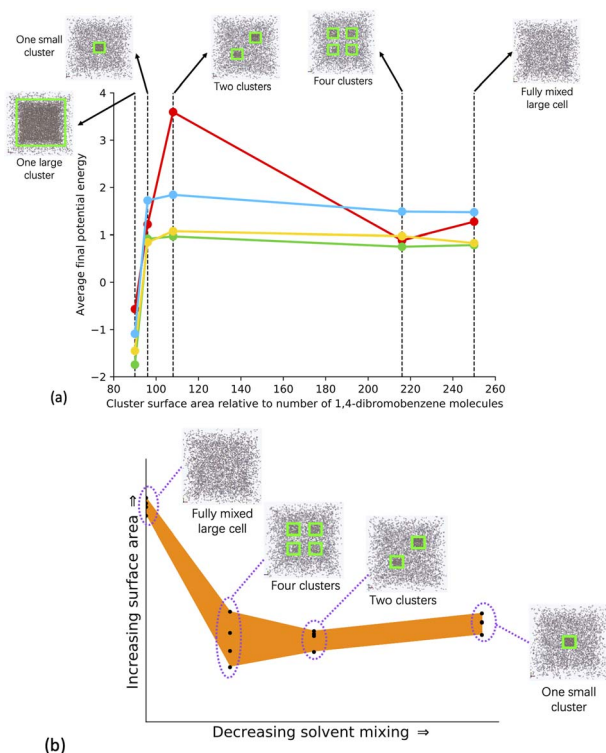 One small
cluster
Two clusters
Four clusters
Fully mixed
large cell
One large
cluster
4
3
2
1
0
−1
−2
Average final potential energy
80 100 120 140 160 180 200 220 240 260
Cluster surface area relative to number of 1,4-dibromobenzene molecules
(a)
Fully mixed
large cell
Four clusters
Two clusters
One small
cluster
Increasing surface area ⇒
Decreasing solvent mixing ⇒
(b)